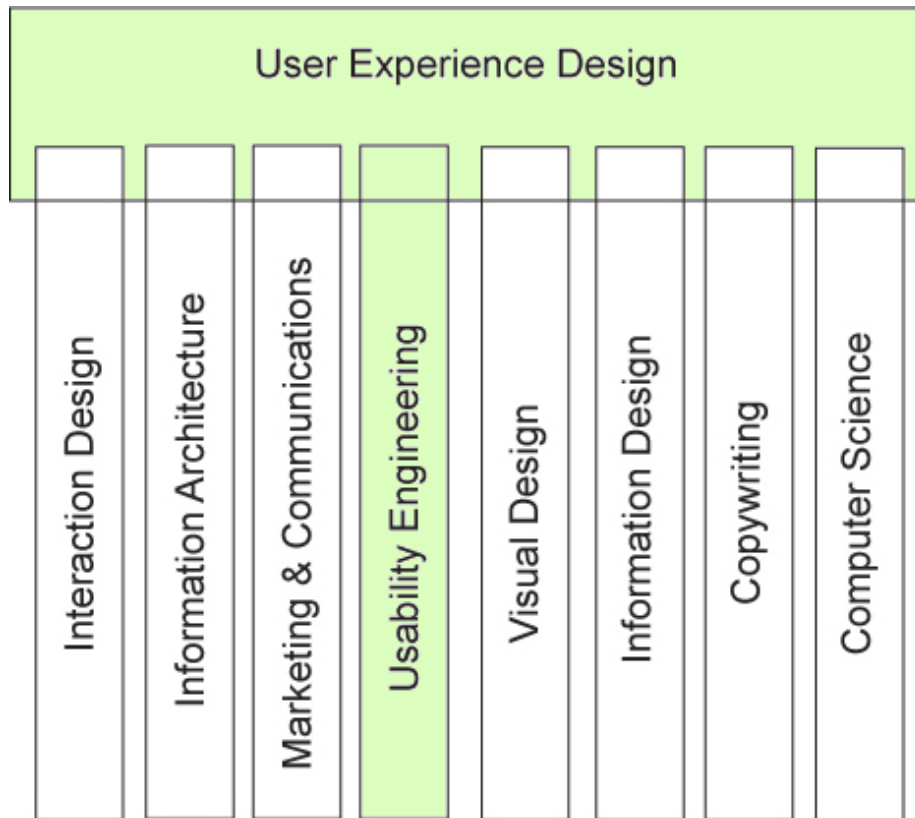 User Experience Design
Interaction Design
Information Architecture
Marketing & Communications
Usability Engineering
Visual Design
Information Design
Copywriting
Computer Science